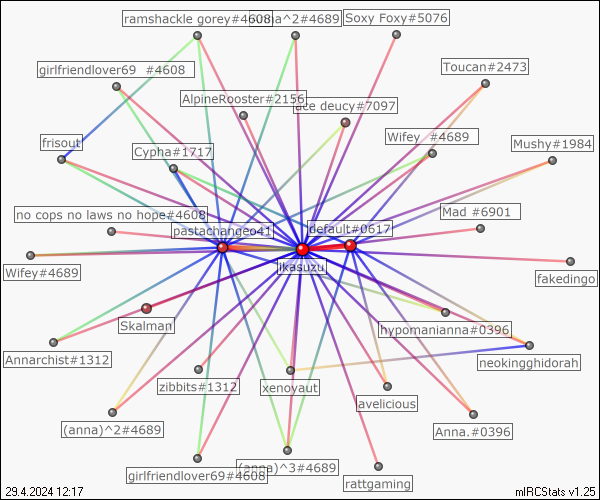 ramshackle gorey#4608
anna^2#4689
Soxy Foxy#5076
girlfriendlover69 #4608
Toucan#2473
AlpineRooster#2156
ace deucy#7097
Wifey #4689
frisout
Cypha#1717
Mushy#1984
no cops no laws no hope#4608
Mad #6901
pastachangeo41
default#0617
ikasuzu
Wifey#4689
fakedingo
Skalman
hypomanianna#0396
Annarchist#1312
neokingghidorah
zibbits#1312
xenovaut
avelicious
(anna)^2#4689
Anna.#0396
girlfriendlover69#4608
(anna)^3#4689
rattgaming
29.4.2024 12:17
mIRCStats v1.25